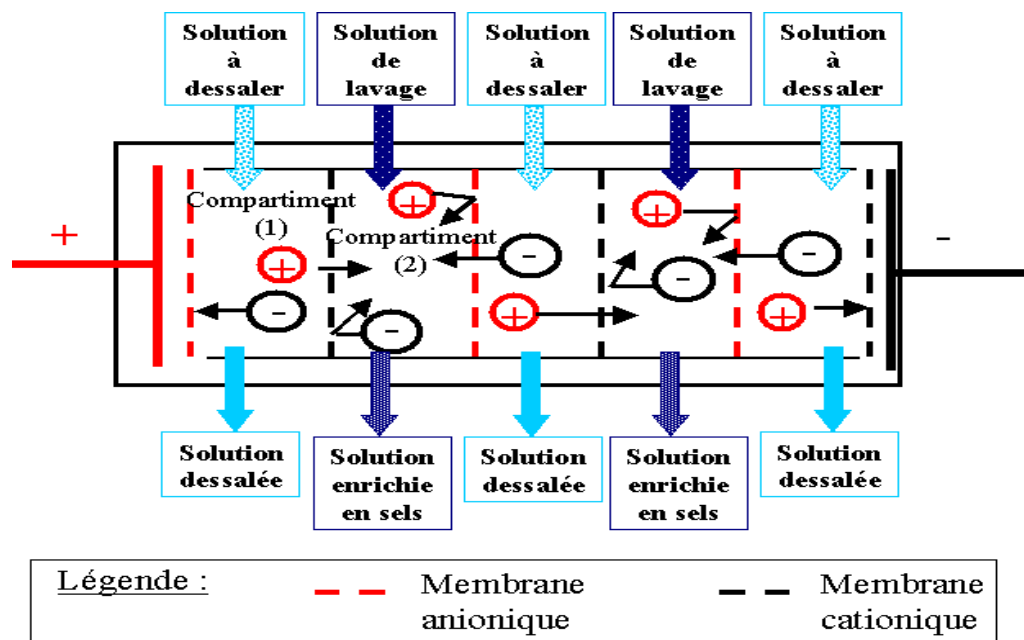 Solution
à
dessaler
Solution
de
lavage
Solution
à
dessaler
Solution
de
lavage
Solution
à
dessaler
+
-
Compartiment
(1)
+
-
+
Compartiment
(2)
-
-
+
+
-
-
+
Solution
dessalée
Solution
enrichie
en sels
Solution
dessalée
Solution
enrichie
en sels
Solution
dessalée
Légende :
Membrane
anionique
Membrane
cationique